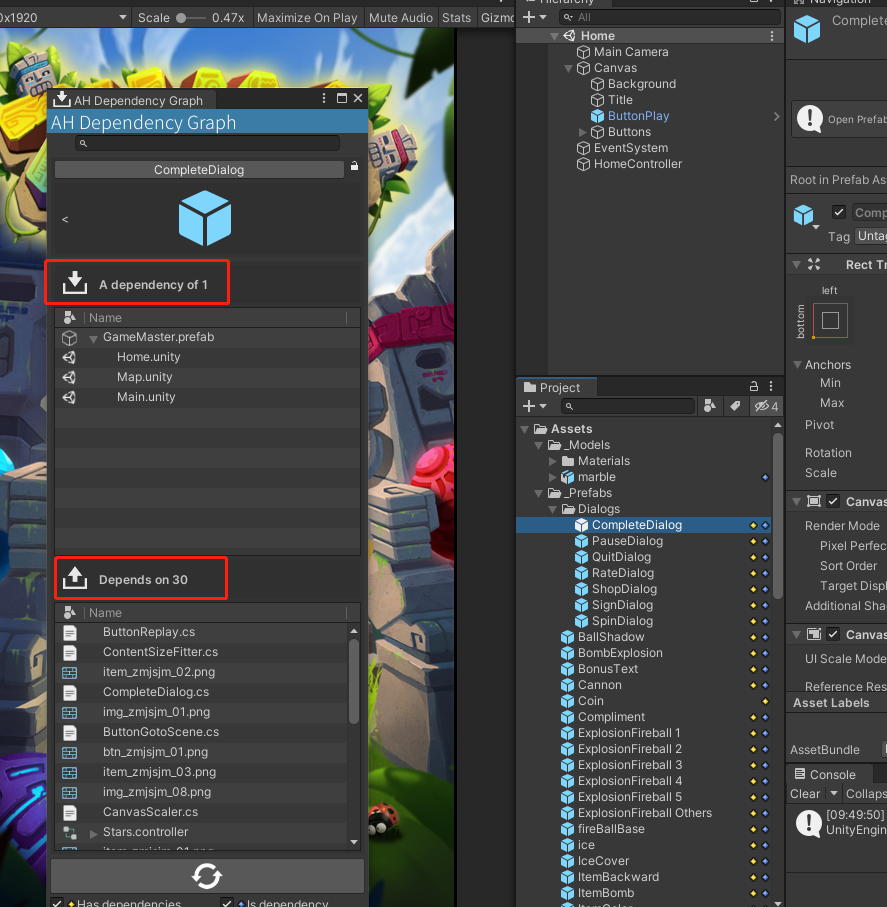 0x1920
Scale
0.47x
Maximize On Play
Mute Audio
Stats
Gizmo
AH Dependency Graph
AH Dependency Graph
CompleteDialog
<
A dependency of 1
Name
GameMaster.prefab
Home.unity
Map.unity
Main.unity
Depends on 30
Name
ButtonReplay.cs
ContentSizeFitter.cs
item_zmjsjm_02.png
CompleteDialog.cs
img_zmjsjm_01.png
ButtonGotoScene.cs
btn_zmjsjm_01.png
item_zmjsjm_03.png
img_zmjsjm_08.png
CanvasScaler.cs
Stars.controller
Has dependencies
Is dependency
Hierarchy
All
Home
Main Camera
Canvas
Background
Title
ButtonPlay
Buttons
EventSystem
HomeController
Project
4
Assets
_Models
Materials
marble
_Prefabs
Dialogs
CompleteDialog
PauseDialog
QuitDialog
RateDialog
ShopDialog
SignDialog
SpinDialog
BallShadow
BombExplosion
BonusText
Cannon
Coin
Compliment
ExplosionFireball 1
ExplosionFireball 2
ExplosionFireball 3
ExplosionFireball 4
ExplosionFireball 5
ExplosionFireball Others
fireBallBase
ice
IceCover
ItemBackward
ItemBomb
ItemColor
Navigation
Complete
Open Prefab
Root in Prefab As
Comp
Tag
Unta
Rect Tr
left
bottom
Anchors
Min
Max
Pivot
Rotation
Scale
Canvas
Render Mode
Pixel Perfec
Sort Order
Target Displ
Additional Sha
Canvas
UI Scale Mode
Reference Res
Asset Labels
AssetBundle
Console
Clear
Collaps
[09:49:50]
UnityEngin